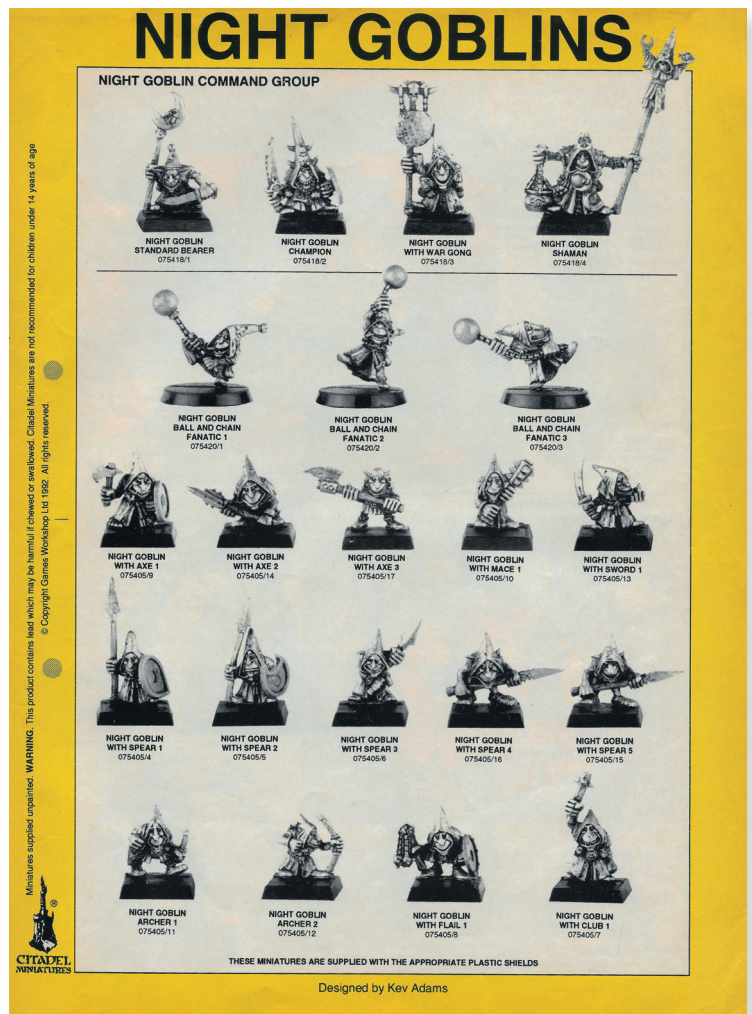 NIGHT GOBLINS
NIGHT GOBLIN COMMAND GROUP
NIGHT GOBLIN
STANDARD BEARER
075418/1
NIGHT GOBLIN
CHAMPION
075418/2
NIGHT GOBLIN
WITH WAR GONG
075418/3
NIGHT GOBLIN
SHAMAN
075418/4
NIGHT GOBLIN
BALL AND CHAIN
FANATIC 1
075420/1
NIGHT GOBLIN
BALL AND CHAIN
FANATIC 2
075420/2
NIGHT GOBLIN
BALL AND CHAIN
FANATIC 3
075420/3
NIGHT GOBLIN
WITH AXE 1
075405/9
NIGHT GOBLIN
WITH AXE 2
075405/14
NIGHT GOBLIN
WITH AXE 3
075405/17
NIGHT GOBLIN
WITH MACE 1
075405/10
NIGHT GOBLIN
WITH SWORD 1
075405/13
NIGHT GOBLIN
WITH SPEAR 1
075405/4
NIGHT GOBLIN
WITH SPEAR 2
075405/5
NIGHT GOBLIN
WITH SPEAR 3
075405/6
NIGHT GOBLIN
WITH SPEAR 4
075405/16
NIGHT GOBLIN
WITH SPEAR 5
075405/15
NIGHT GOBLIN
ARCHER 1
075405/11
NIGHT GOBLIN
ARCHER 2
075405/12
NIGHT GOBLIN
WITH FLAIL 1
075405/8
NIGHT GOBLIN
WITH CLUB 1
075405/7
THESE MINIATURES ARE SUPPLIED WITH THE APPROPRIATE PLASTIC SHIELDS
Designed by Kev Adams
Miniatures supplied unpainted. WARNING. This product contains lead which may be harmful if chewed or swallowed. Citadel Miniatures are not recommended for children under 14 years of age
© Copyright Games Workshop Ltd 1992. All rights reserved.
®
CITADEL
MINIATURES